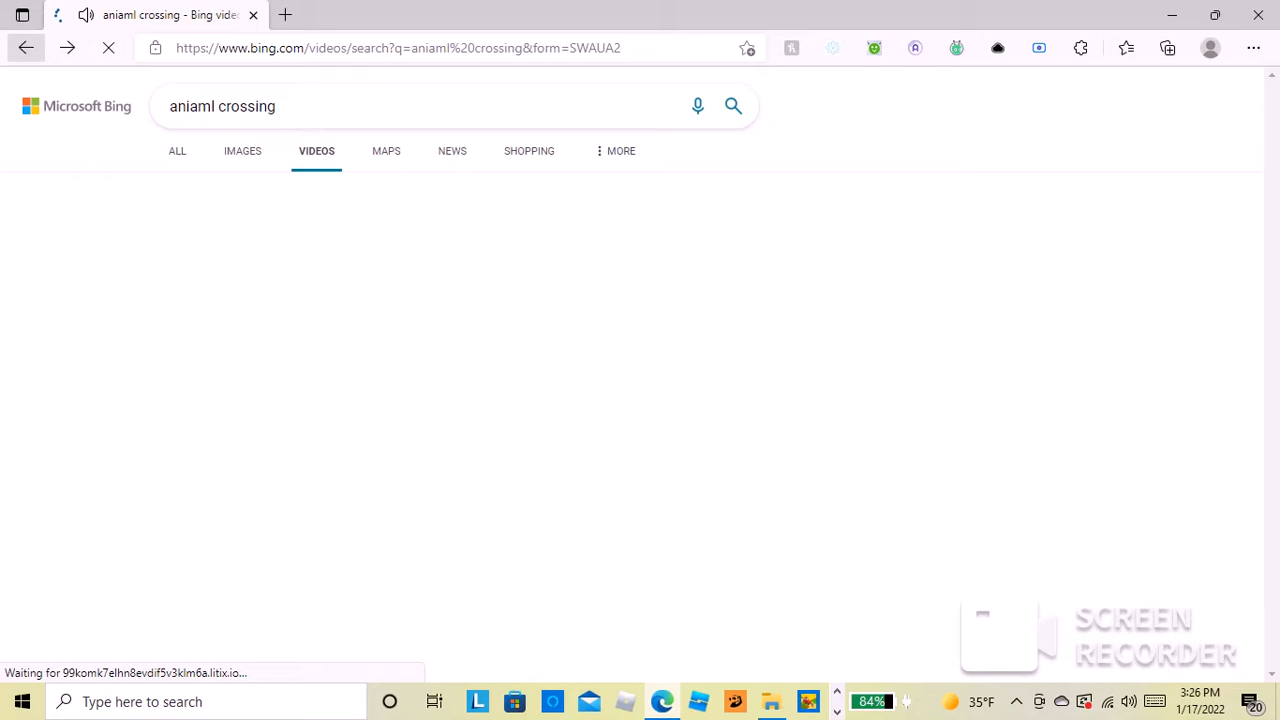 aniaml crossing - Bing video
https://www.bing.com/videos/search?q=aniaml%20crossing&form=SWAUA2
Microsoft Bing
aniaml crossing
ALL IMAGES VIDEOS MAPS NEWS SHOPPING MORE
SCREEN
RECORDER
Waiting for 99komk7elhn8evdif5v3klm6a.litix.io...
Type here to search
84%
35°F
3:26 PM
1/17/2022
20